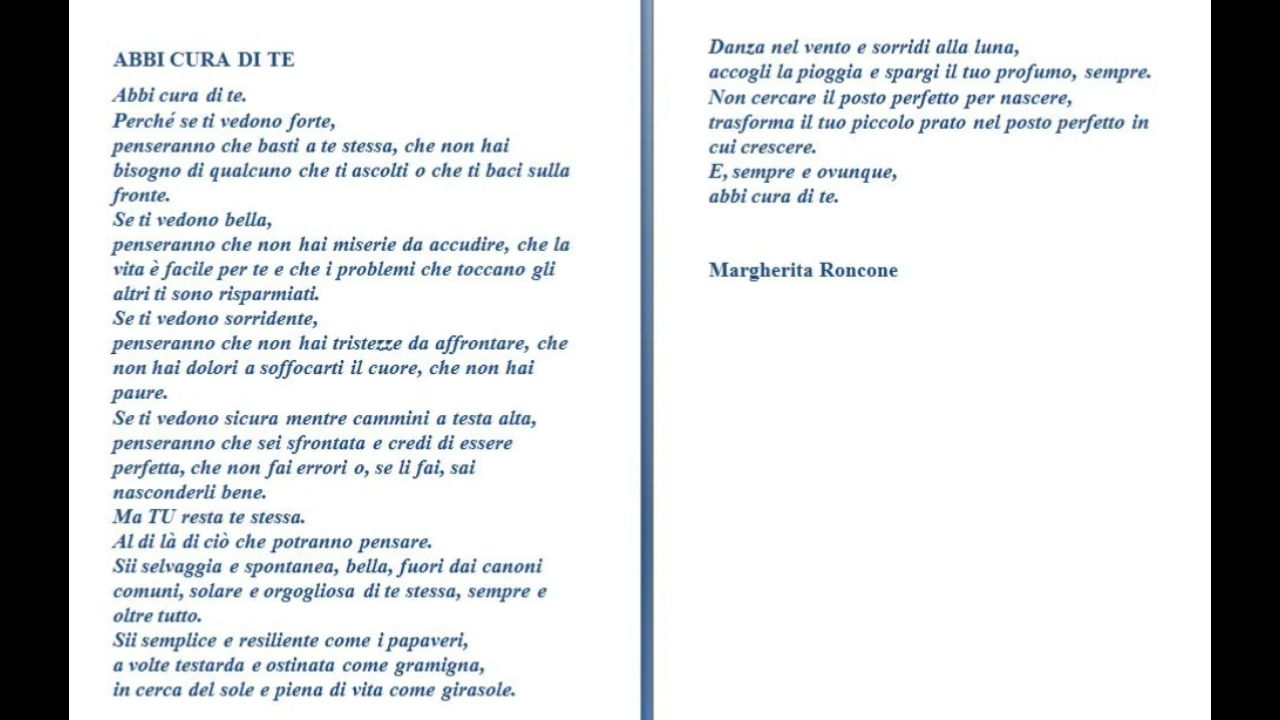 ABBI CURA DI TE
Abbi cura di te.
Perché se ti vedono forte,
penseranno che basti a te stessa, che non hai
bisogno di qualcuno che ti ascolti o che ti baci sulla
fronte.
Se ti vedono bella,
penseranno che non hai miserie da accudire, che la
vita è facile per te e che i problemi che toccano gli
altri ti sono risparmiati.
Se ti vedono sorridente,
penseranno che non hai tristezze da affrontare, che
non hai dolori a soffocarti il cuore, che non hai
paure.
Se ti vedono sicura mentre cammini a testa alta,
penseranno che sei sfrontata e credi di essere
perfetta, che non fai errori o, se li fai, sai
nasconderli bene.
Ma TU resta te stessa.
Al di là di ciò che potranno pensare.
Sii selvaggia e spontanea, bella, fuori dai canoni
comuni, solare e orgogliosa di te stessa, sempre e
oltre tutto.
Sii semplice e resiliente come i papaveri,
a volte testarda e ostinata come gramigna,
in cerca del sole e piena di vita come girasole.
Danza nel vento e sorridi alla luna,
accogli la pioggia e spargi il tuo profumo, sempre.
Non cercare il posto perfetto per nascere,
trasforma il tuo piccolo prato nel posto perfetto in
cui crescere.
E, sempre e ovunque,
abbi cura di te.
Margherita Roncone